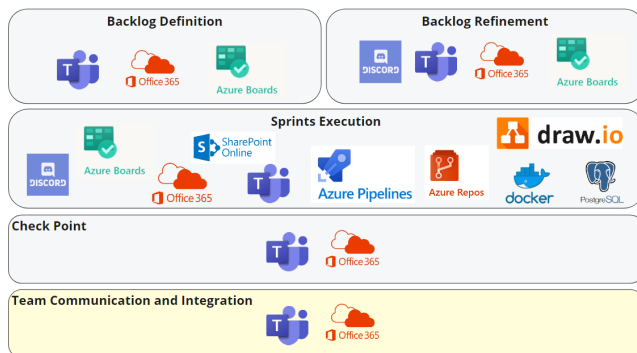 Backlog Definition
T
Office 365
Azure Boards
Backlog Refinement
DISCORD
T
Office 365
Azure Boards
Sprints Execution
DISCORD
Azure Boards
Office 365
S
SharePoint
Online
T
Azure Pipelines
Azure Repos
draw.io
docker
PostgreSQL
Check Point
T
Office 365
Team Communication and Integration
T
Office 365